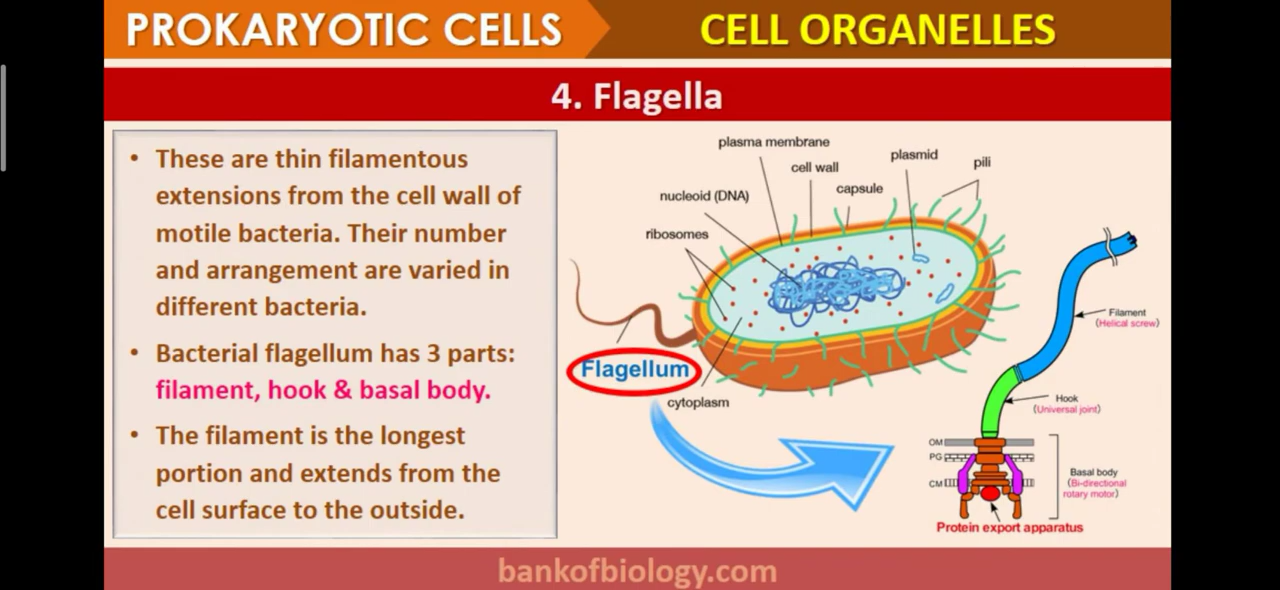 PROKARYOTIC CELLS
CELL ORGANELLES
4. Flagella
• These are thin filamentous
extensions from the cell wall of
motile bacteria. Their number
and arrangement are varied in
different bacteria.
• Bacterial flagellum has 3 parts:
filament, hook & basal body.
• The filament is the longest
portion and extends from the
cell surface to the outside.
plasma membrane
cell wall
plasmid
pili
capsule
nucleoid (DNA)
ribosomes
Flagellum
cytoplasm
Filament
(Helical screw)
Hook
(Universal joint)
OM
PG
CM
Basal body
(Bi-directional
rotary motor)
Protein export apparatus
bankofbiology.com